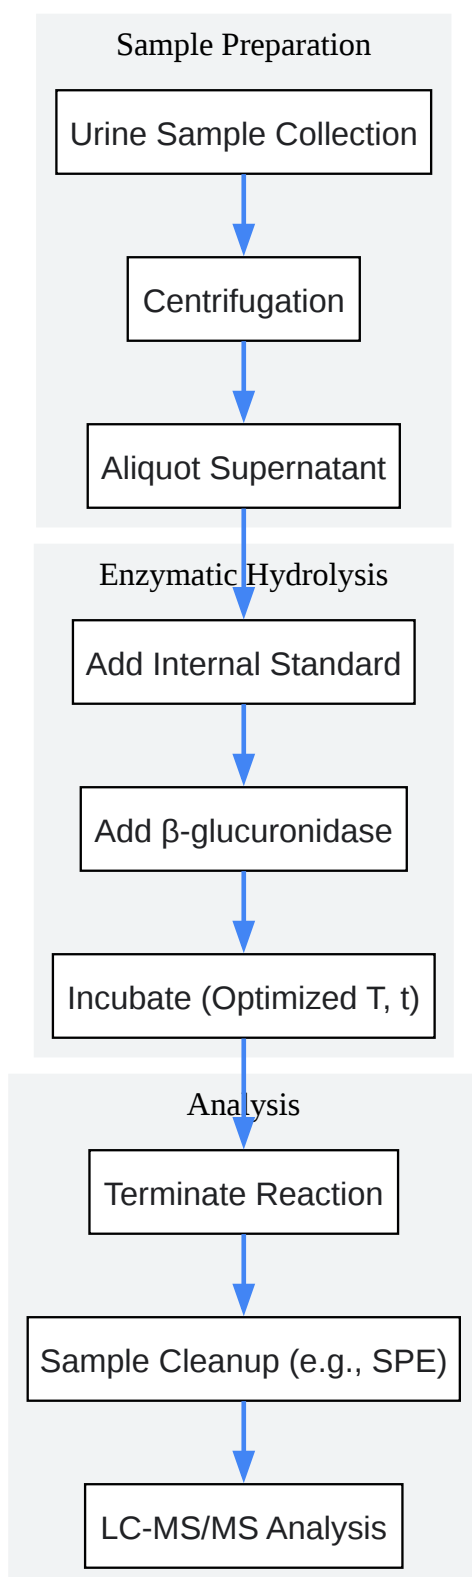 Sample Preparation
Urine Sample Collection
Centrifugation
Aliquot Supernatant
Enzymatic Hydrolysis
Add Internal Standard
Add β-glucuronidase
Incubate (Optimized T, t)
Analysis
Terminate Reaction
Sample Cleanup (e.g., SPE)
LC-MS/MS Analysis